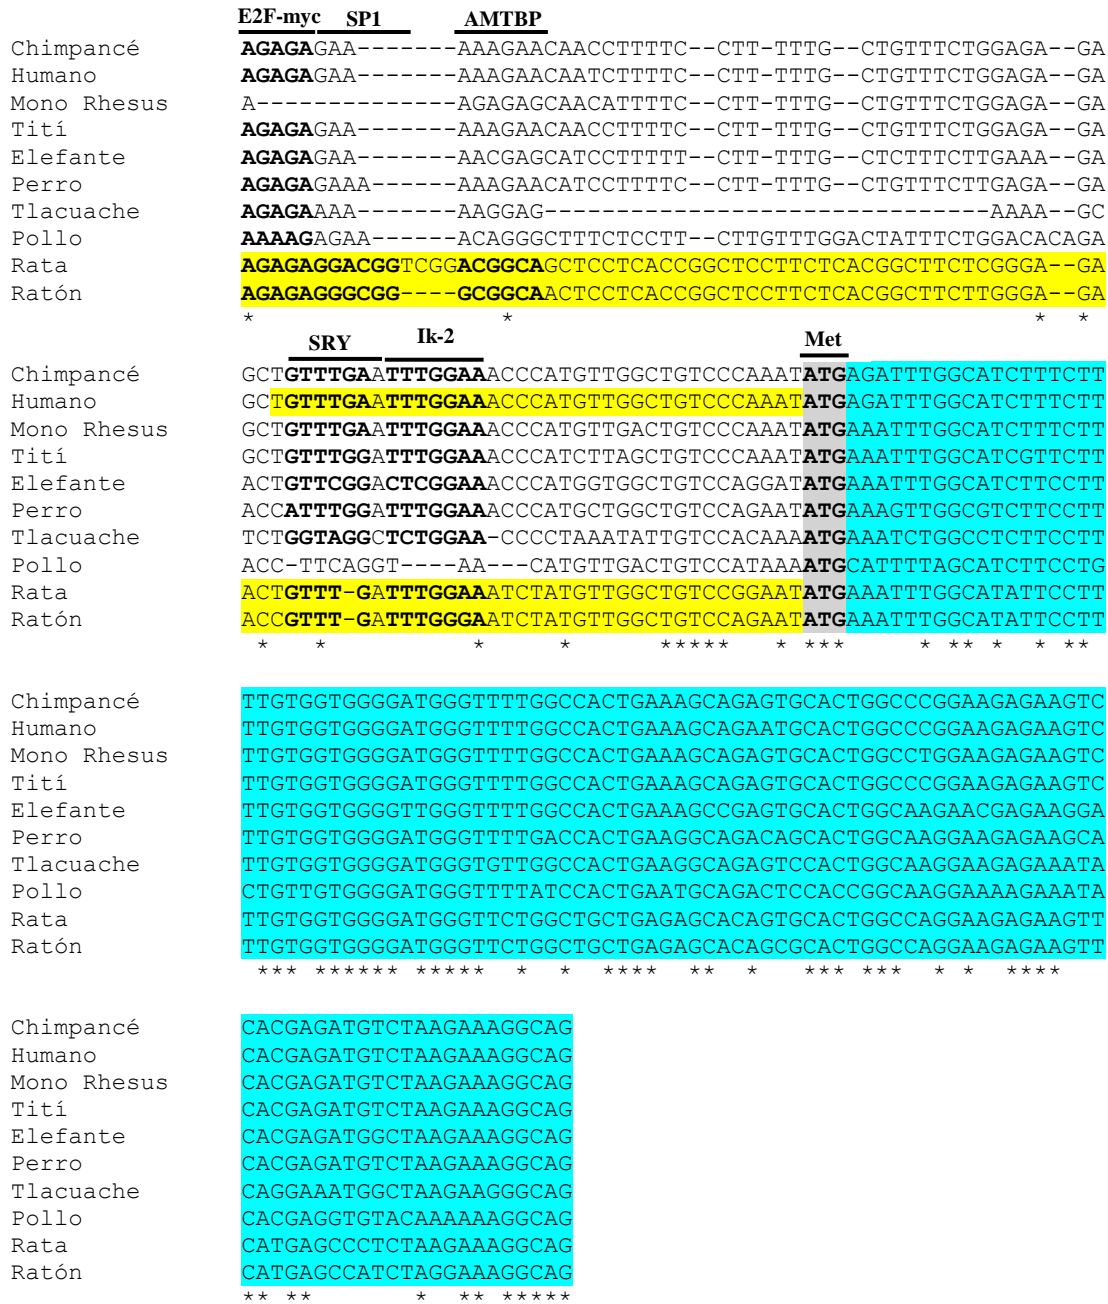 E2F-myc SP1 AMTBP
Chimpancé AGAGAGAA-------AAAGAACAACCTTTTC--CTT-TTTG--CTGTTTCTGGAGA--GA
Humano AGAGAGAA-------AAAGAACAATCTTTTC--CTT-TTTG--CTGTTTCTGGAGA--GA
Mono Rhesus A--------------AGAGAGCAACATTTTC--CTT-TTTG--CTGTTTCTGGAGA--GA
Tití AGAGAGAA-------AAAGAACAACCTTTTC--CTT-TTTG--CTGTTTCTGGAGA--GA
Elefante AGAGAGAA-------AACGAGCATCCTTTTT--CTT-TTTG--CTCTTTCTTGAAA--GA
Perro AGAGAGAAA------AAAGAACATCCTTTTC--CTT-TTTG--CTGTTTCTTGAGA--GA
Tlacuache AGAGAAAA-------AAGGAG-------------------------------AAAA--GC
Pollo AAAAGAGAA------ACAGGGCTTTCTCCTT--CTTGTTTGGACTATTTCTGGACACAGA
Rata AGAGAGGACGGTCGGACGGCAGCTCCTCACCGGCTCCTTCTCACGGCTTCTCGGGA--GA
Ratón AGAGAGGGCGG----GCGGCAACTCCTCACCGGCTCCTTCTCACGGCTTCTTGGGA--GA
* * * *
SRY Ik-2 Met
Chimpancé GCTGTTTGAATTTGGAAACCCATGTTGGCTGTCCCAAATATGAGATTTGGCATCTTTCTT
Humano GCTGTTTGAATTTGGAAACCCATGTTGGCTGTCCCAAATATGAGATTTGGCATCTTTCTT
Mono Rhesus GCTGTTTGAATTTGGAAACCCATGTTGACTGTCCCAAATATGAAATTTGGCATCTTTCTT
Tití GCTGTTTGGATTTGGAAACCCATCTTAGCTGTCCCAAATATGAAATTTGGCATCGTTCTT
Elefante ACTGTTCGGACTCGGAAACCCATGGTGGCTGTCCAGGATATGAAATTTGGCATCTTCCTT
Perro ACCATTTGGATTTGGAAACCCATGCTGGCTGTCCAGAATATGAAAGTTGGCGTCTTCCTT
Tlacuache TCTGGTAGGCTCTGGAA-CCCCTAAATATTGTCCACAAAATGAAATCTGGCCTCTTCCTT
Pollo ACC-TTCAGGT----AA---CATGTTGACTGTCCATAAAATGCATTTTAGCATCTTCCTG
Rata ACTGTTT-GATTTGGAAATCTATGTTGGCTGTCCGGAATATGAAATTTGGCATATTCCTT
Ratón ACCGTTT-GATTTGGGAATCTATGTTGGCTGTCCAGAATATGAAATTTGGCATATTCCTT
* * * * ***** * *** * ** * * **
Chimpancé TTGTGGTGGGGATGGGTTTTGGCCACTGAAAGCAGAGTGCACTGGCCCGGAAGAGAAGTC
Humano TTGTGGTGGGGATGGGTTTTGGCCACTGAAAGCAGAATGCACTGGCCCGGAAGAGAAGTC
Mono Rhesus TTGTGGTGGGGATGGGTTTTGGCCACTGAAAGCAGAGTGCACTGGCCTGGAAGAGAAGTC
Tití TTGTGGTGGGGATGGGTTTTGGCCACTGAAAGCAGAGTGCACTGGCCCGGAAGAGAAGTC
Elefante TTGTGGTGGGGTTGGGTTTTGGCCACTGAAAGCCGAGTGCACTGGCAAGAACGAGAAGGA
Perro TTGTGGTGGGGATGGGTTTTGACCACTGAAGGCAGACAGCACTGGCAAGGAAGAGAAGCA
Tlacuache TTGTGGTGGGGATGGGTGTTGGCCACTGAAGGCAGAGTCCACTGGCAAGGAAGAGAAATA
Pollo CTGTTGTGGGGATGGGTTTTATCCACTGAATGCAGACTCCACCGGCAAGGAAAAGAAATA
Rata TTGTGGTGGGGATGGGTTCTGGCTGCTGAGAGCACAGTGCACTGGCCAGGAAGAGAAGTT
Ratón TTGTGGTGGGGATGGGTTCTGGCTGCTGAGAGCACAGCGCACTGGCCAGGAAGAGAAGTT
*** ****** ***** * * **** ** * *** *** * * ****
Chimpancé CACGAGATGTCTAAGAAAGGCAG
Humano CACGAGATGTCTAAGAAAGGCAG
Mono Rhesus CACGAGATGTCTAAGAAAGGCAG
Tití CACGAGATGTCTAAGAAAGGCAG
Elefante CACGAGATGGCTAAGAAAGGCAG
Perro CACGAGATGTCTAAGAAAGGCAG
Tlacuache CAGGAAATGGCTAAGAAGGGCAG
Pollo CACGAGGTGTACAAAAAAGGCAG
Rata CATGAGCCCTCTAAGAAAGGCAG
Ratón CATGAGCCATCTAGGAAAGGCAG
** ** * ** *****